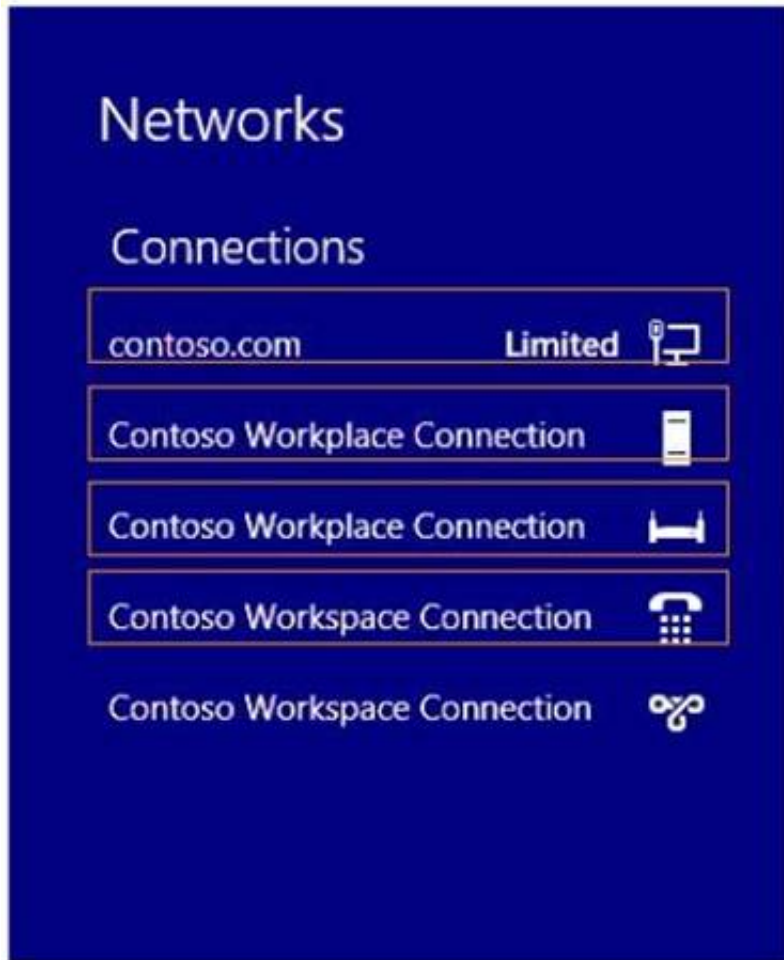 Networks
Connections
contoso.com Limited
Contoso Workplace Connection
Contoso Workplace Connection
Contoso Workspace Connection
Contoso Workspace Connection